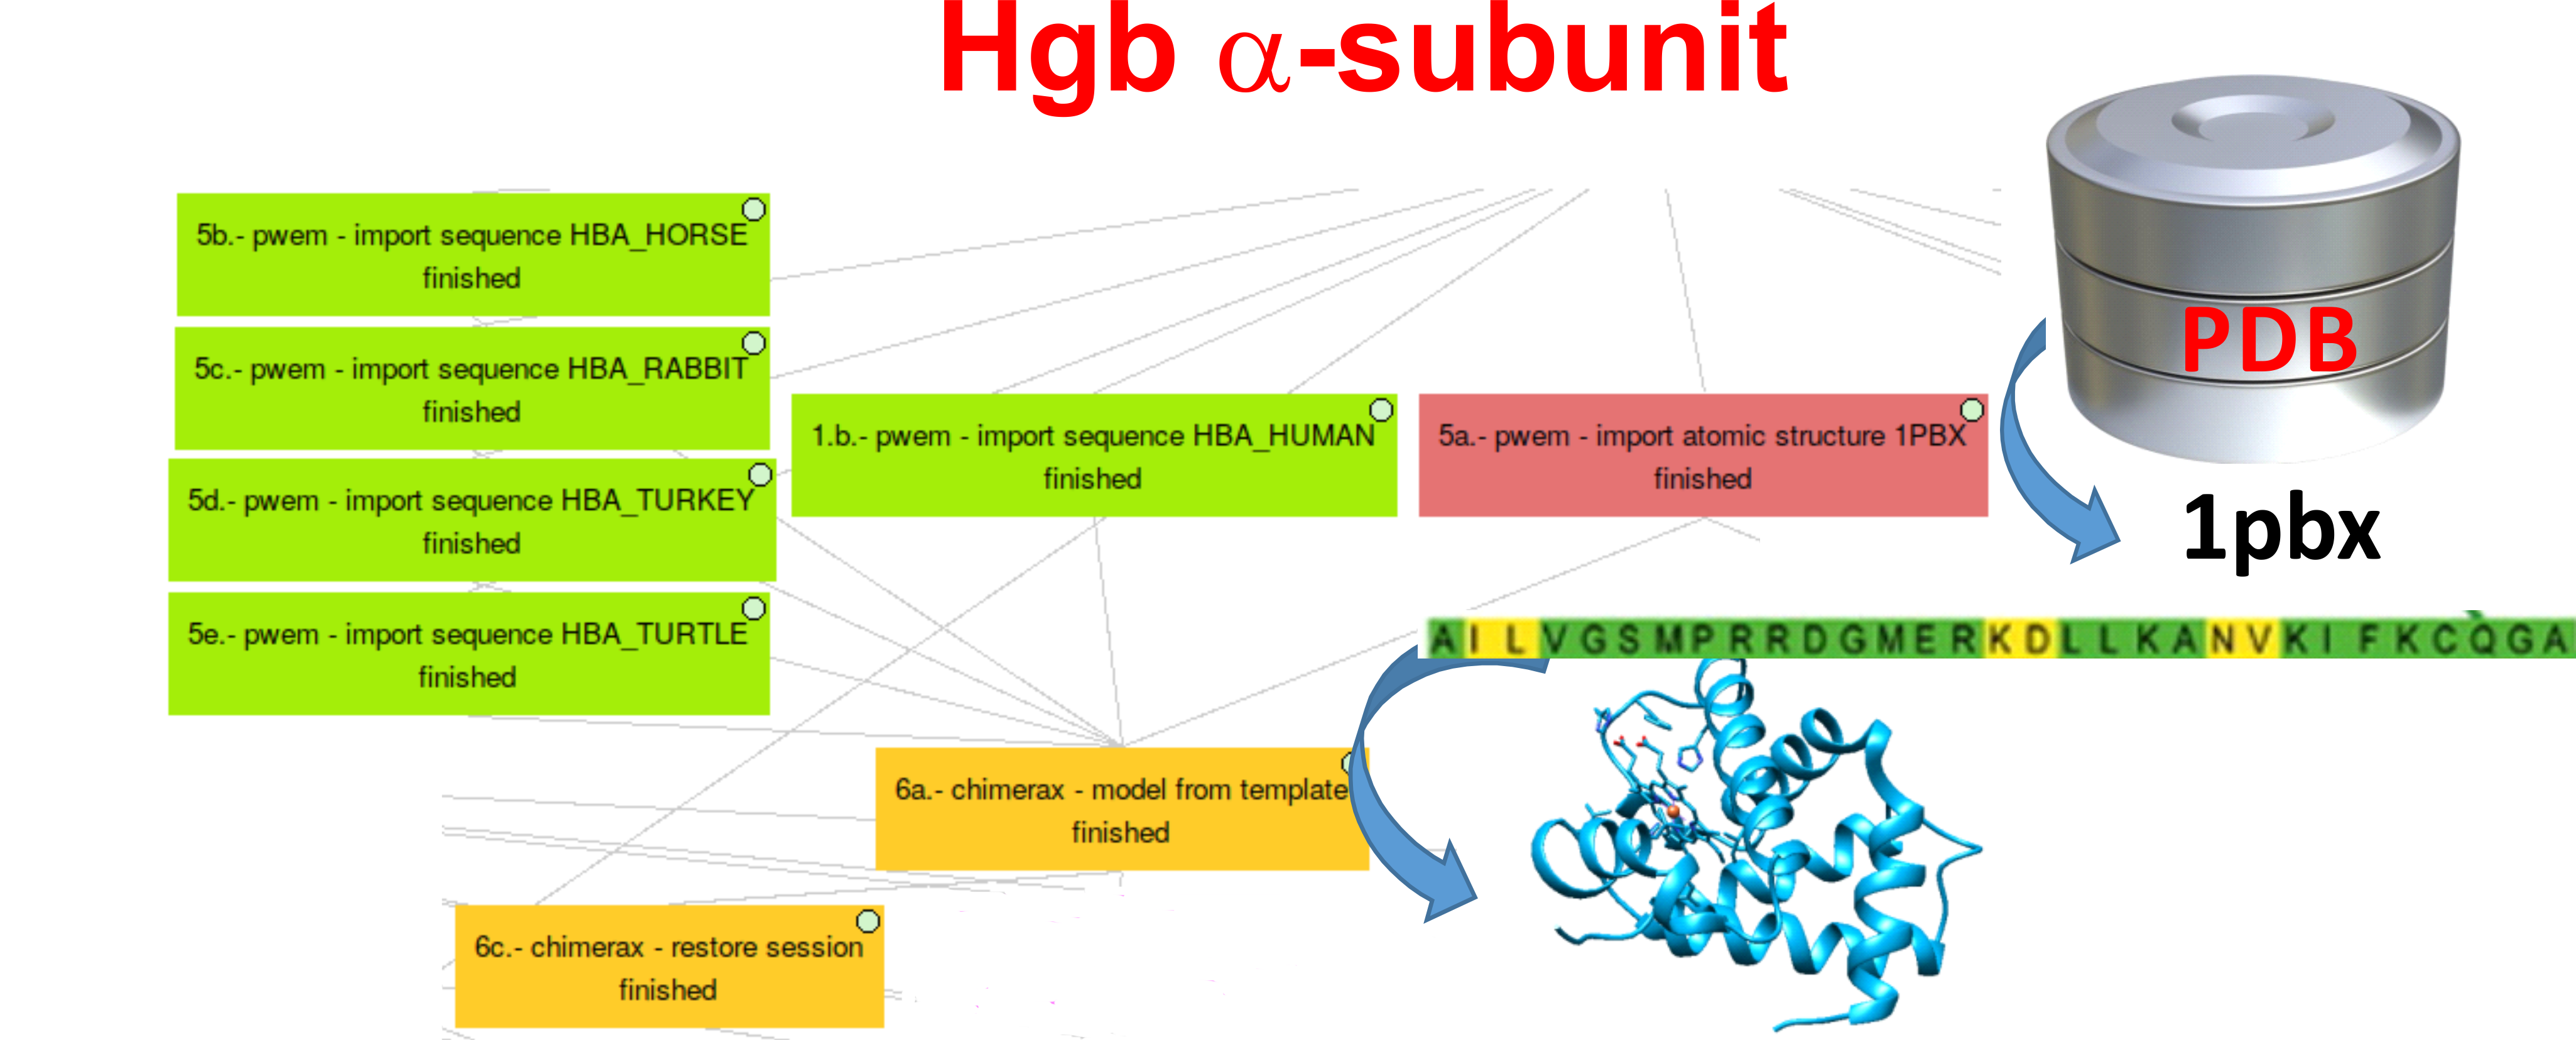 Hgb α-subunit
5b.- pwem - import sequence HBA_HORSE
finished
5c.- pwem - import sequence HBA_RABBIT
finished
5d.- pwem - import sequence HBA_TURKEY
finished
5e.- pwem - import sequence HBA_TURTLE
finished
1.b.- pwem - import sequence HBA_HUMAN
finished
5a.- pwem - import atomic structure 1PBX
finished
PDB
1pbx
AILVGSMPRRDGMERKDLLKANVKIFKCQGA
6a.- chimerax - model from template
finished
6c.- chimerax - restore session
finished